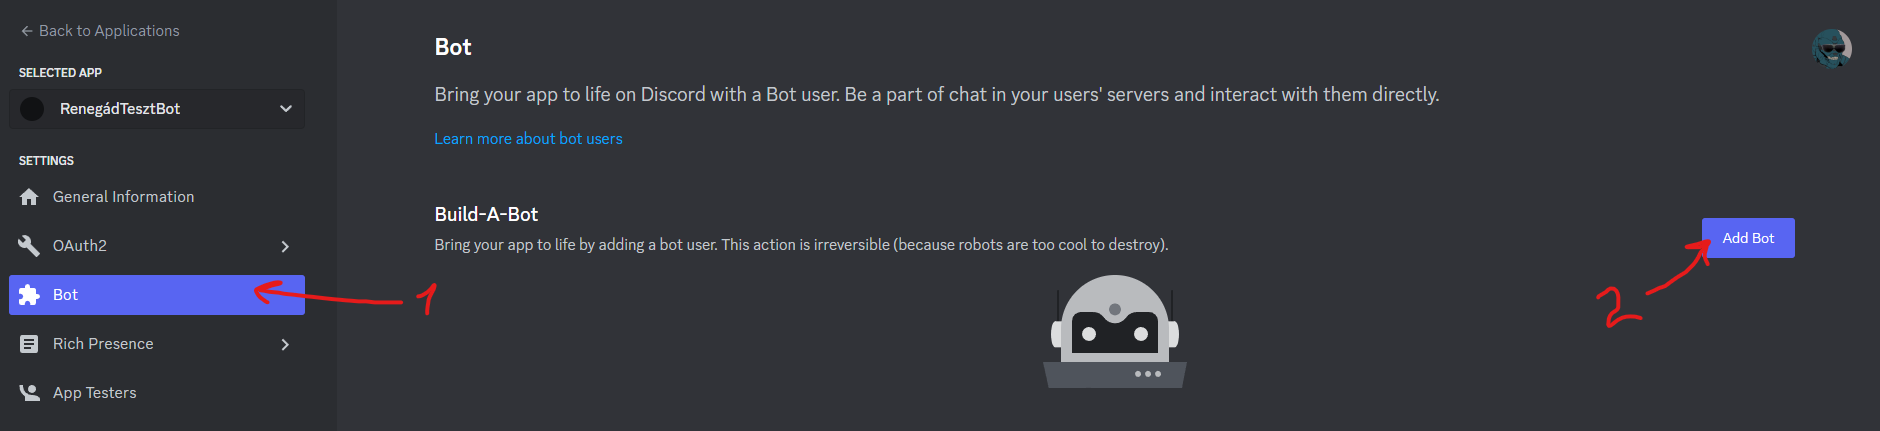 Back to Applications
SELECTED APP
RenegádTesztBot
SETTINGS
General Information
OAuth2
Bot
Rich Presence
App Testers
Bot
Bring your app to life on Discord with a Bot user. Be a part of chat in your users' servers and interact with them directly.
Learn more about bot users
Build-A-Bot
Bring your app to life by adding a bot user. This action is irreversible (because robots are too cool to destroy).
Add Bot
1
2